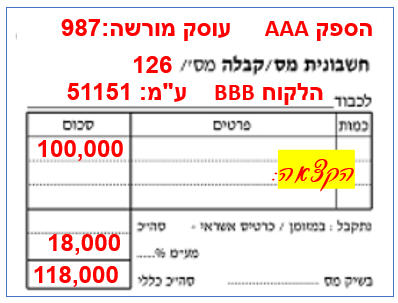 הספק AAA עוסק מורשה:987
חשבונית מס/קבלה מס'/ 126
לכבוד הלקוח BBB ע"מ: 51151
כמות פרטים סכום
100,000
הקצאה:
נתקבל : במזומן / כרטיס אשראי - סה"כ
מע"מ %..... 18,000
בשיק מס ............... סה"כ כללי 118,000